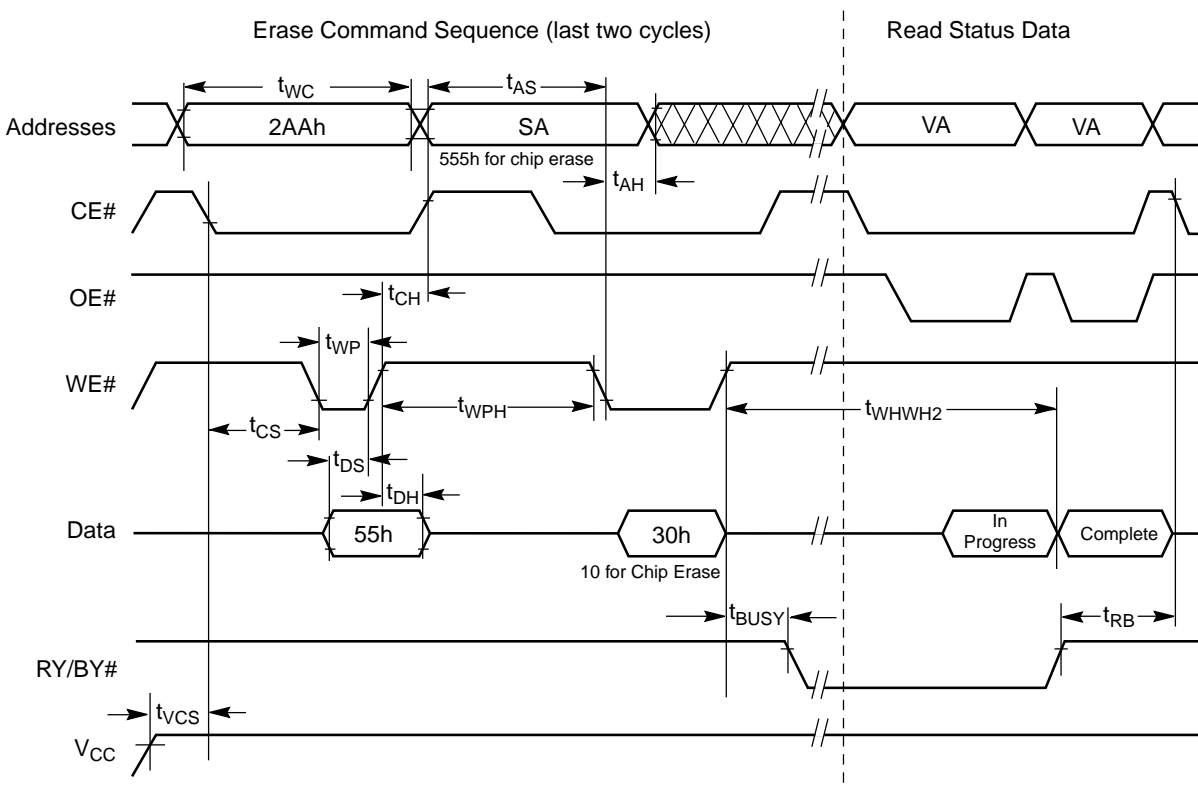 Erase Command Sequence (last two cycles)
Read Status Data
tWC
tAS
Addresses
2AAh
SA
VA
VA
555h for chip erase
tAH
CE#
OE#
tCH
tWP
WE#
tWPH
tWHWH2
tCS
tDS
tDH
Data
55h
30h
In
Progress
Complete
10 for Chip Erase
tBUSY
tRB
RY/BY#
tVCS
VCC